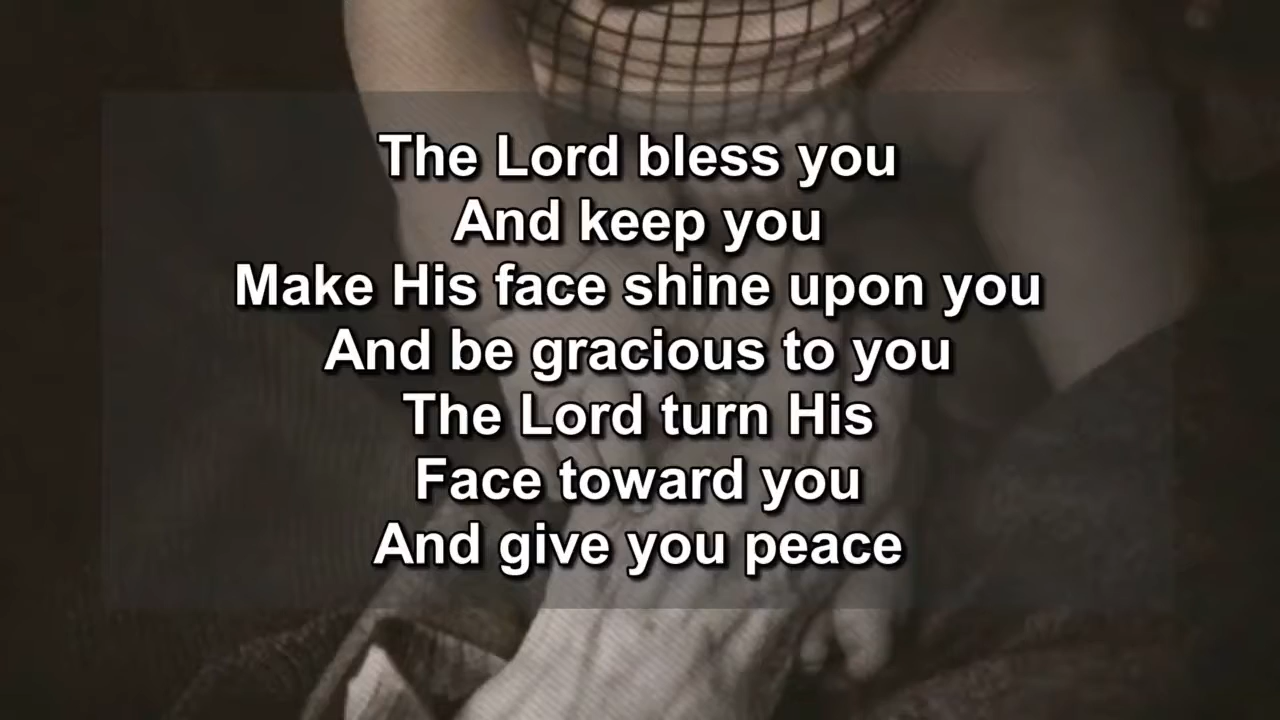 The Lord bless you
And keep you
Make His face shine upon you
And be gracious to you
The Lord turn His
Face toward you
And give you peace